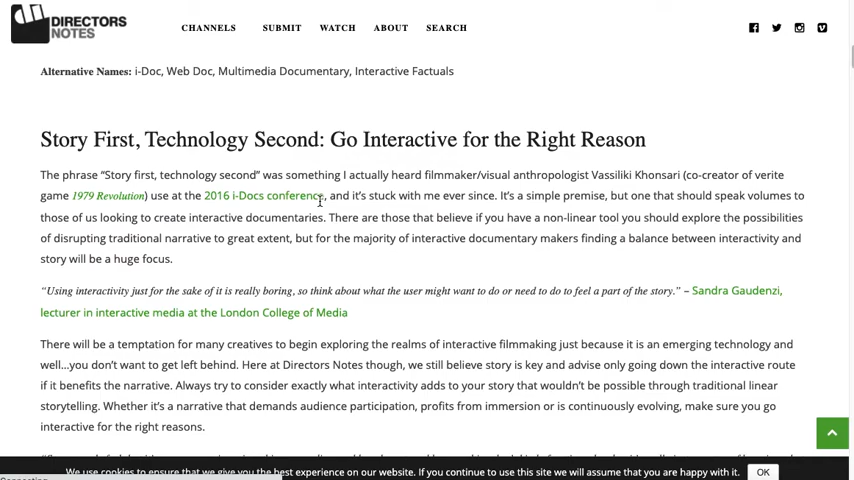 DIRECTORS
NOTES
CHANNELS SUBMIT WATCH ABOUT SEARCH
Alternative Names: i-Doc, Web Doc, Multimedia Documentary, Interactive Factuals
Story First, Technology Second: Go Interactive for the Right Reason
The phrase “Story first, technology second” was something I actually heard filmmaker/visual anthropologist Vassiliki Khonsari (co-creator of verite
game 1979 Revolution) use at the 2016 i-Docs conference, and it’s stuck with me ever since. It’s a simple premise, but one that should speak volumes to
those of us looking to create interactive documentaries. There are those that believe if you have a non-linear tool you should explore the possibilities
of disrupting traditional narrative to great extent, but for the majority of interactive documentary makers finding a balance between interactivity and
story will be a huge focus.
“Using interactivity just for the sake of it is really boring, so think about what the user might want to do or need to do to feel a part of the story.” – Sandra Gaudenzi,
lecturer in interactive media at the London College of Media
There will be a temptation for many creatives to begin exploring the realms of interactive filmmaking just because it is an emerging technology and
well…you don’t want to get left behind. Here at Directors Notes though, we still believe story is key and advise only going down the interactive route
if it benefits the narrative. Always try to consider exactly what interactivity adds to your story that wouldn’t be possible through traditional linear
storytelling. Whether it’s a narrative that demands audience participation, profits from immersion or is continuously evolving, make sure you go
interactive for the right reasons.
We use cookies to ensure that we give you the best experience on our website. If you continue to use this site we will assume that you are happy with it. OK